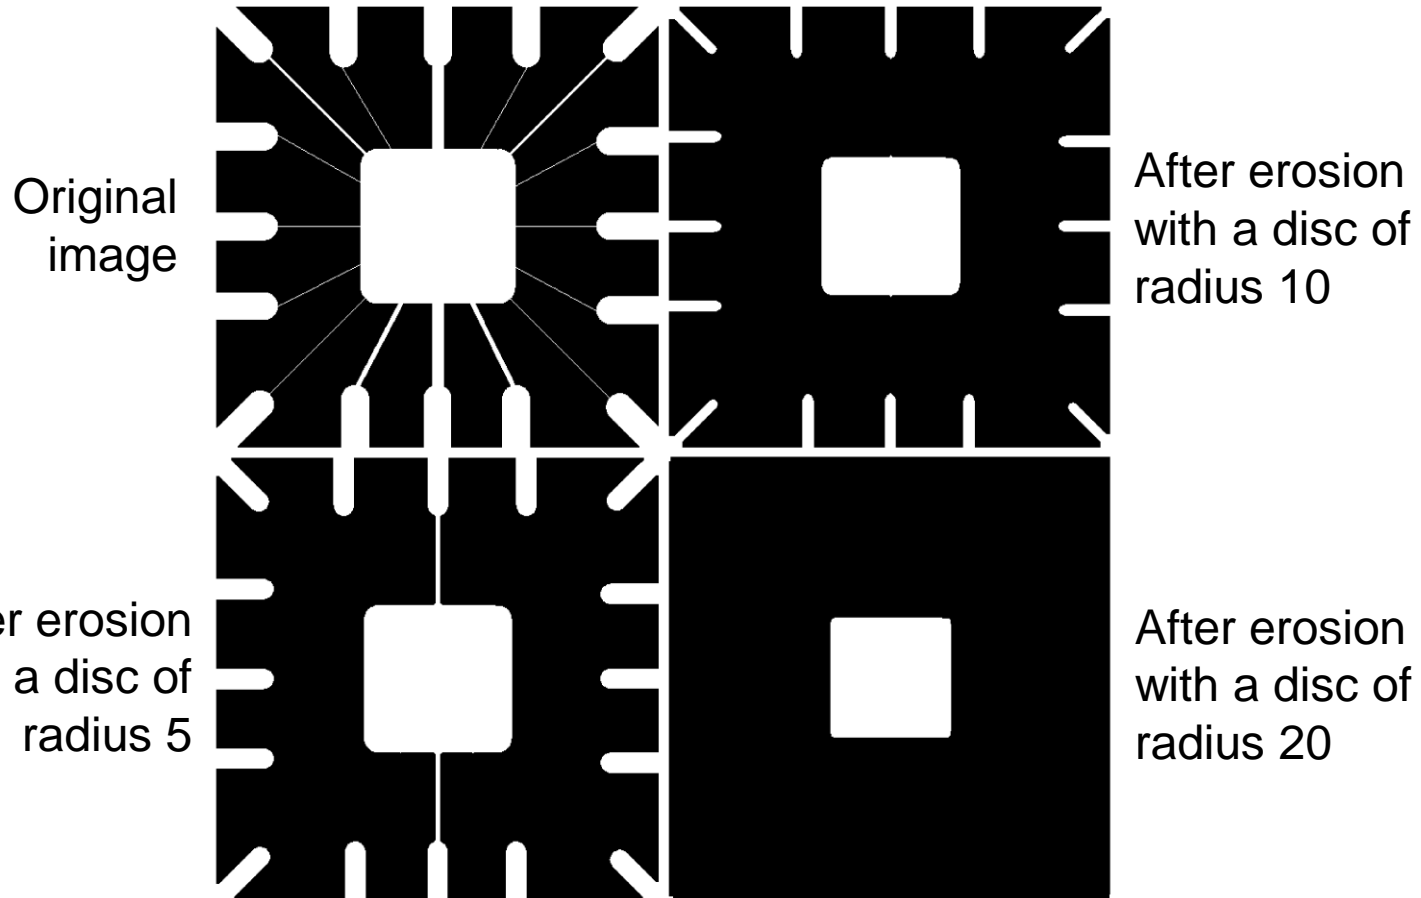 Original
image
After erosion
with a disc of
radius 10
er erosion
a disc of
radius 5
After erosion
with a disc of
radius 20